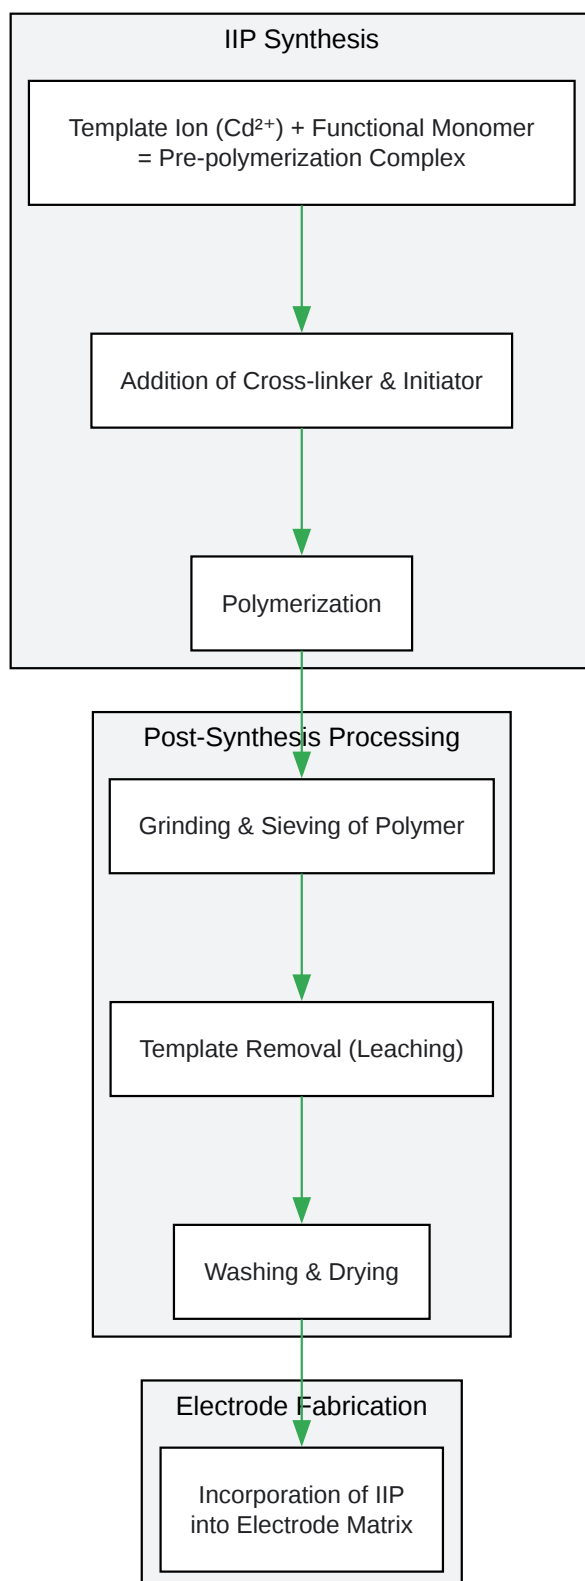 IIP Synthesis
Template Ion (Cd²⁺) + Functional Monomer
= Pre-polymerization Complex
Addition of Cross-linker & Initiator
Polymerization
Post-Synthesis Processing
Grinding & Sieving of Polymer
Template Removal (Leaching)
Washing & Drying
Electrode Fabrication
Incorporation of IIP
into Electrode Matrix